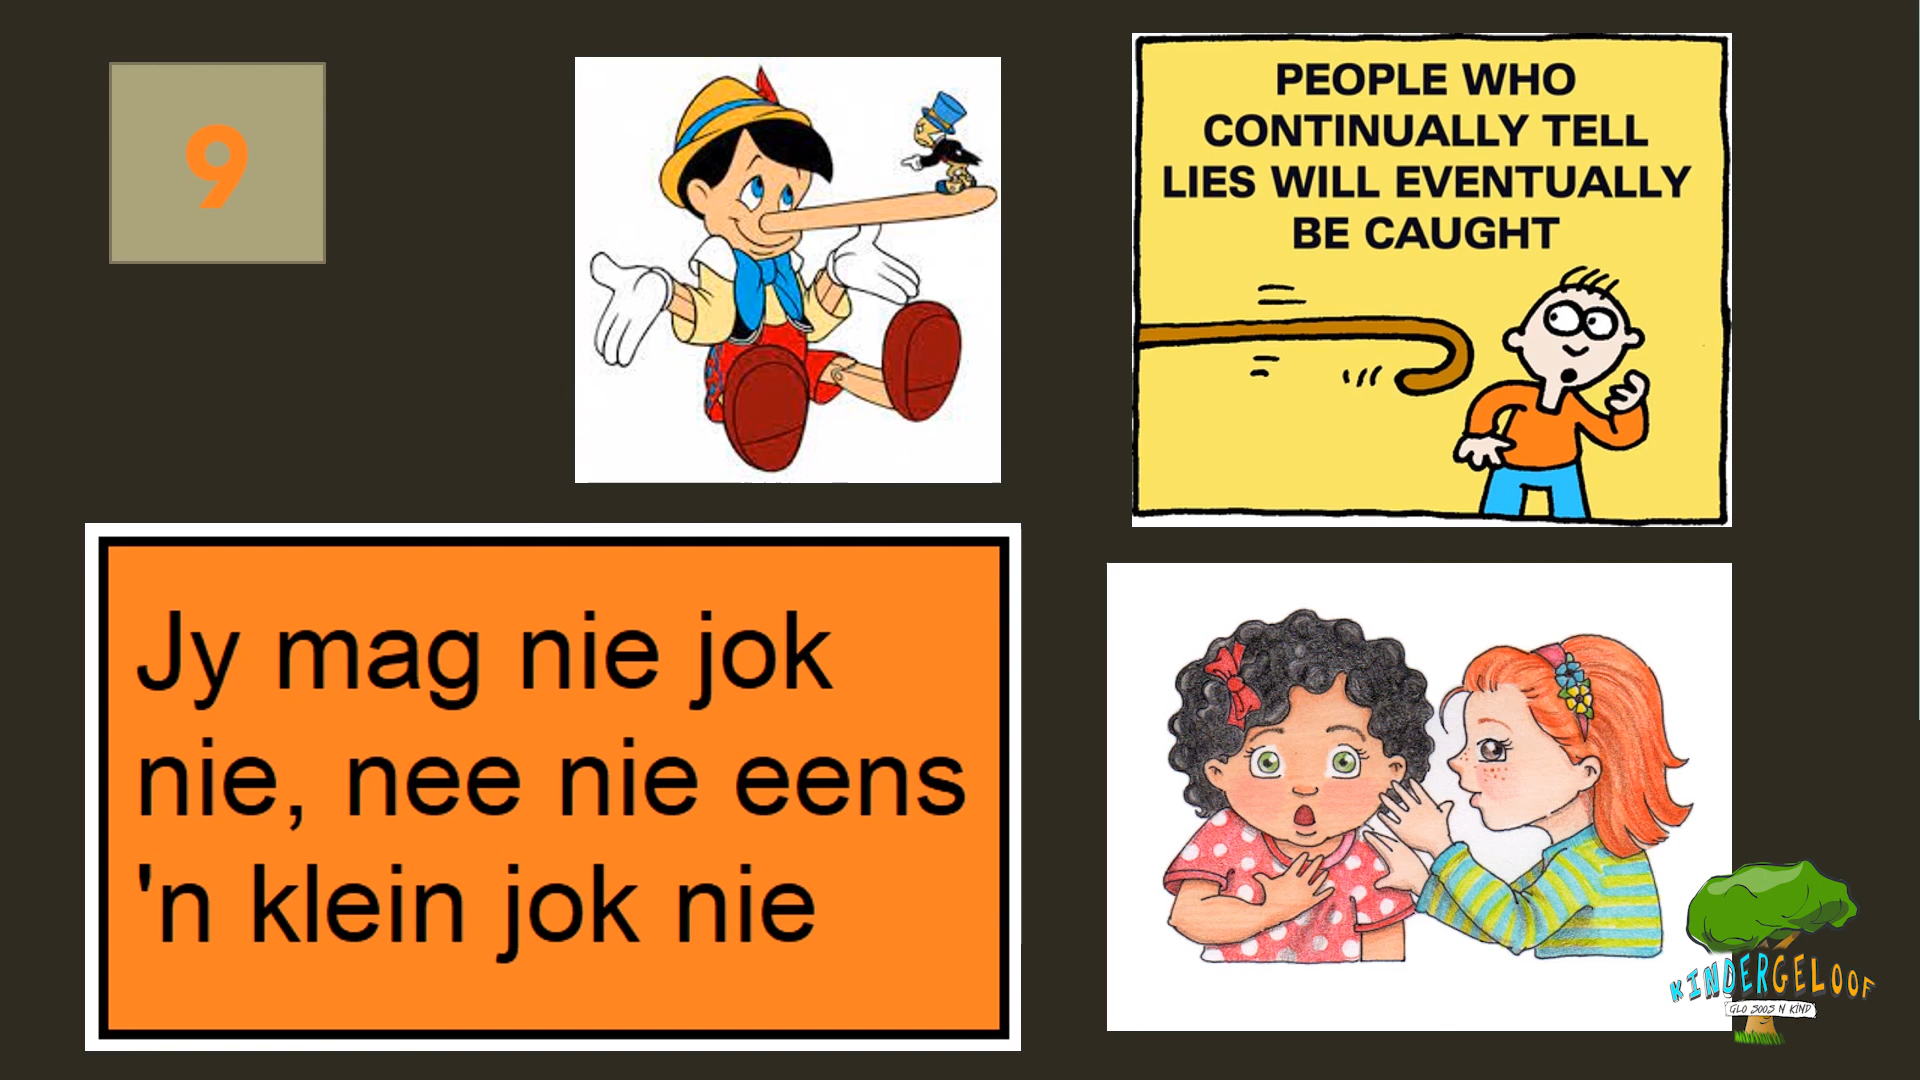 9
PEOPLE WHO
CONTINUALLY TELL
LIES WILL EVENTUALLY
BE CAUGHT
Jy mag nie jok
nie, nee nie eens
'n klein jok nie
KINDERGELOOF
GLO SOOS N KIND